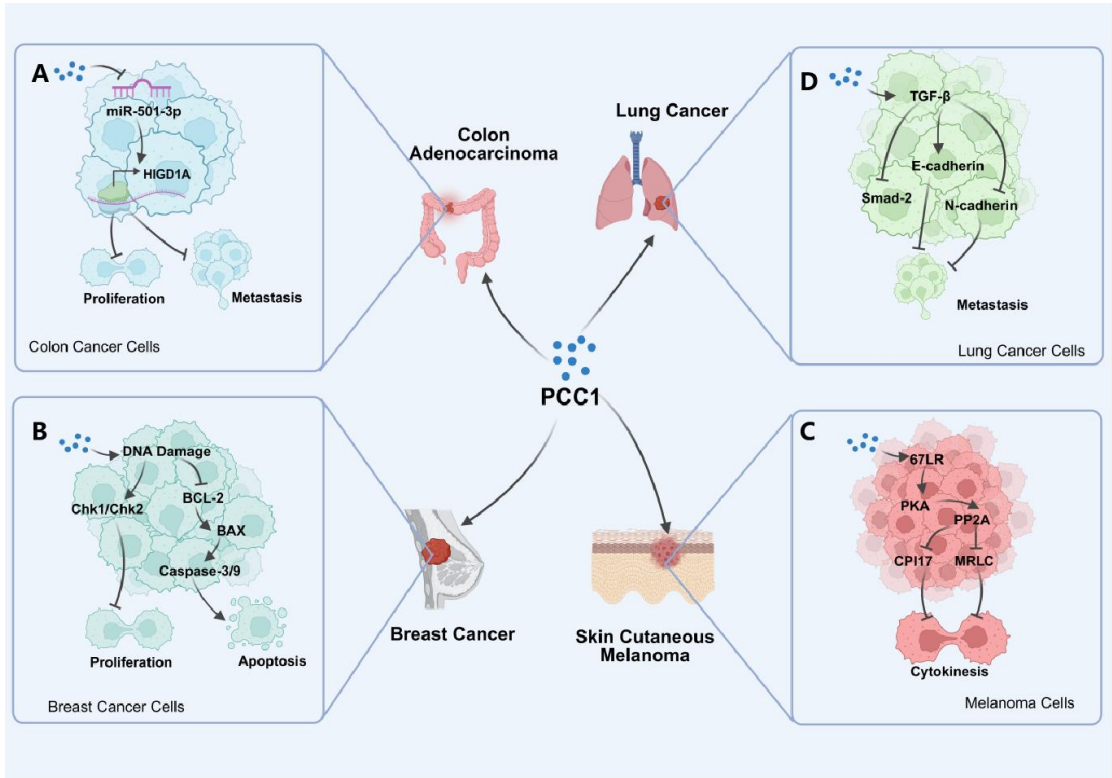 A
miR-501-3p
HIGD1A
Proliferation
Metastasis
Colon Cancer Cells
Colon
Adenocarcinoma
Lung Cancer
D
TGF-β
E-cadherin
Smad-2
N-cadherin
Metastasis
Lung Cancer Cells
PCC1
B
DNA Damage
Chk1/Chk2
BCL-2
BAX
Caspase-3/9
Proliferation
Apoptosis
Breast Cancer Cells
Breast Cancer
Skin Cutaneous
Melanoma
C
67LR
PKA
PP2A
CPI17
MRLC
Cytokinesis
Melanoma Cells